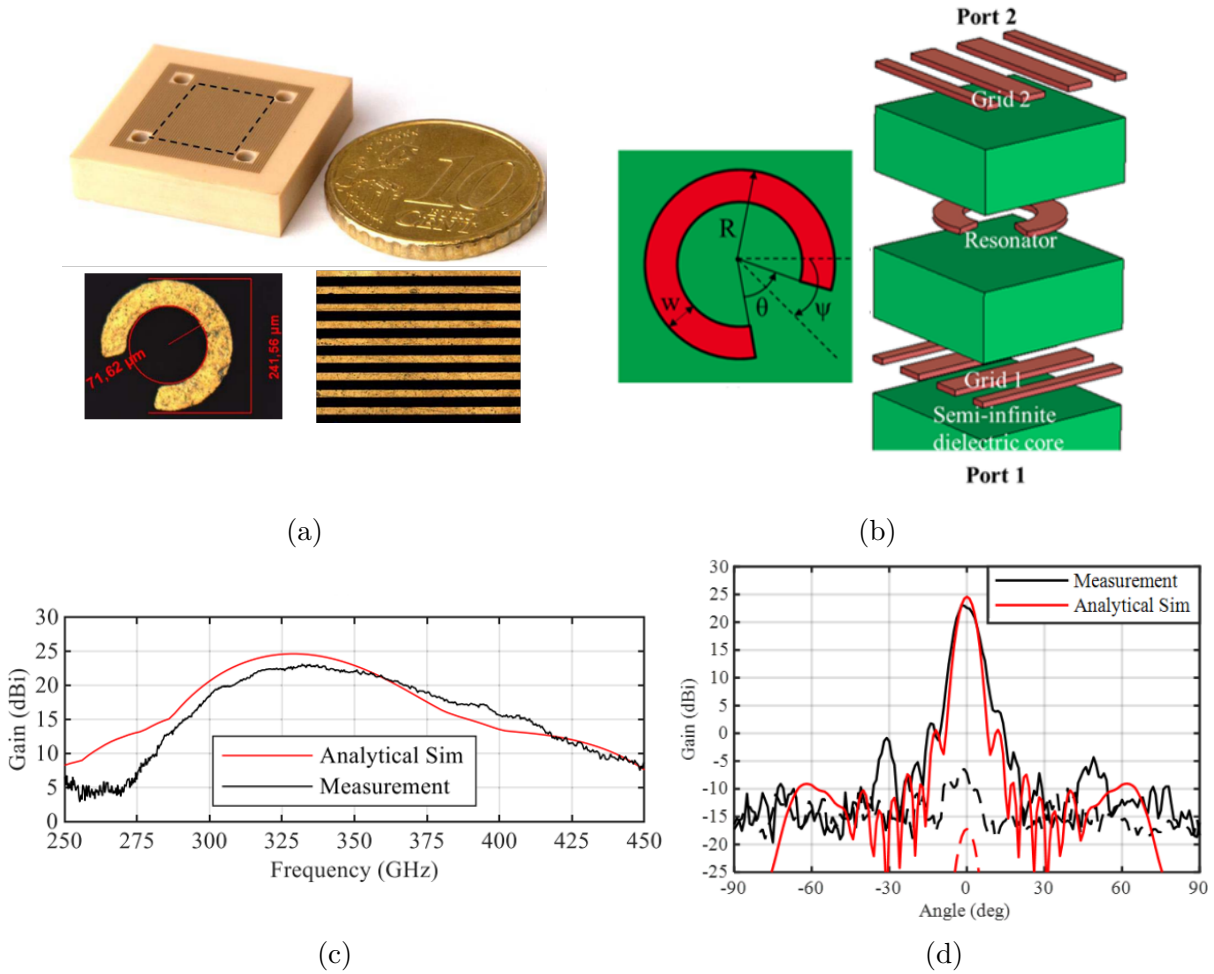 10
EURO
CENT
71,62 μm
241,56 μm
(a)
Port 2
Grid 2
Resonator
Grid 1
Semi-infinite
dielectric core
Port 1
R
w
θ
ψ
(b)
30
25
20
15
10
5
0
Gain (dBi)
Analytical Sim
Measurement
250 275 300 325 350 375 400 425 450
Frequency (GHz)
(c)
30
25
20
15
10
5
0
-5
-10
-15
-20
-25
Gain (dBi)
Measurement
Analytical Sim
-90 -60 -30 0 30 60 90
Angle (deg)
(d)